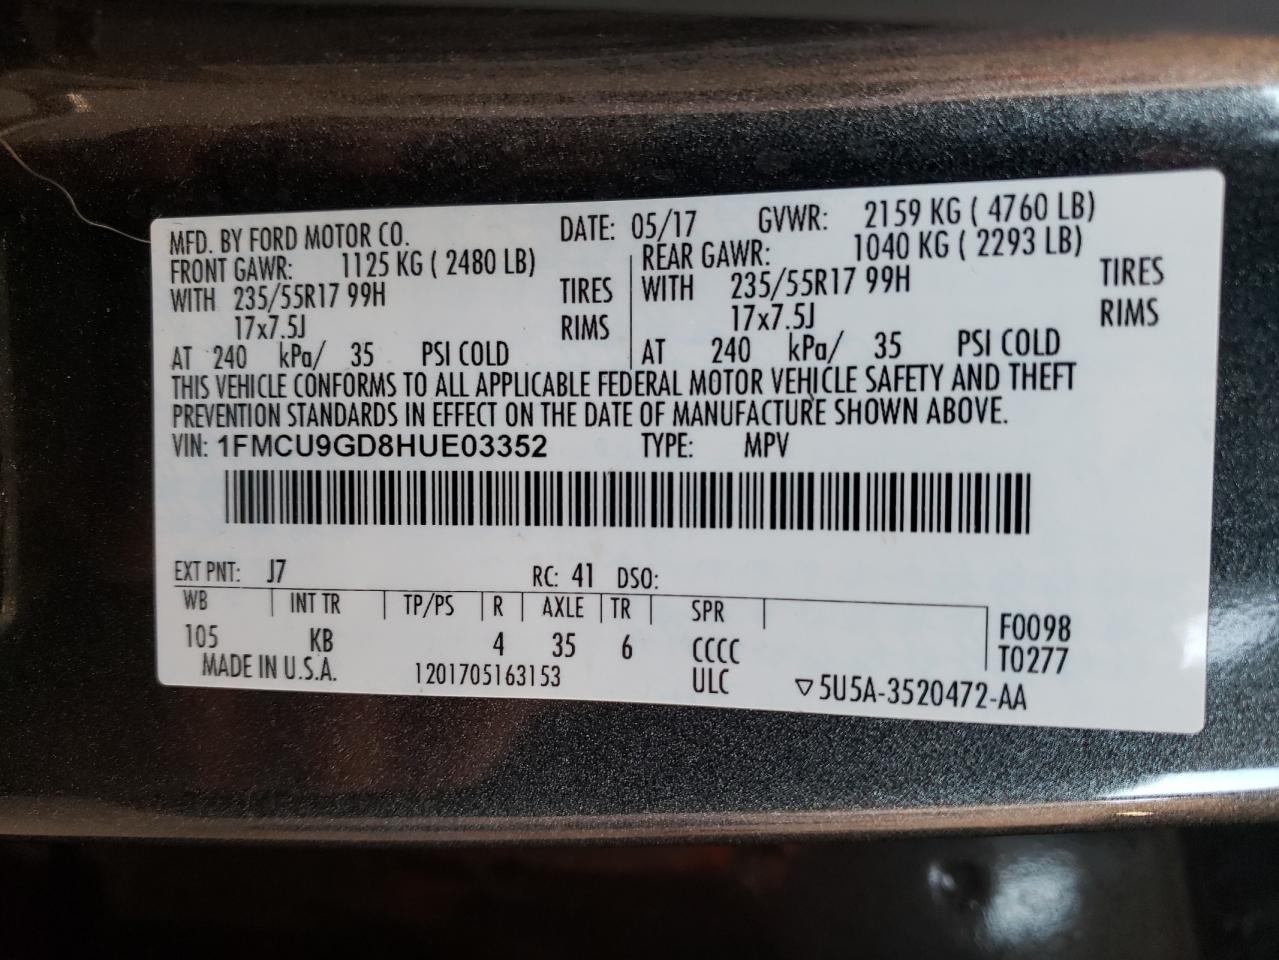 MFD. BY FORD MOTOR CO. DATE: 05/17 GVWR: 2159 KG ( 4760 LB)
FRONT GAWR: 1125 KG ( 2480 LB) REAR GAWR: 1040 KG ( 2293 LB)
WITH 235/55R17 99H TIRES WITH 235/55R17 99H TIRES
17x7.5J RIMS 17x7.5J RIMS
AT 240 kPa/ 35 PSI COLD AT 240 kPa/ 35 PSI COLD
THIS VEHICLE CONFORMS TO ALL APPLICABLE FEDERAL MOTOR VEHICLE SAFETY AND THEFT
PREVENTION STANDARDS IN EFFECT ON THE DATE OF MANUFACTURE SHOWN ABOVE.
VIN: 1FMCU9GD8HUE03352 TYPE: MPV
EXT PNT: J7 RC: 41 DSO:
WB INT TR TP/PS R AXLE TR SPR F0098
105 KB 4 35 6 CCCC T0277
MADE IN U.S.A. 1201705163153 ULC ▽5U5A-3520472-AA